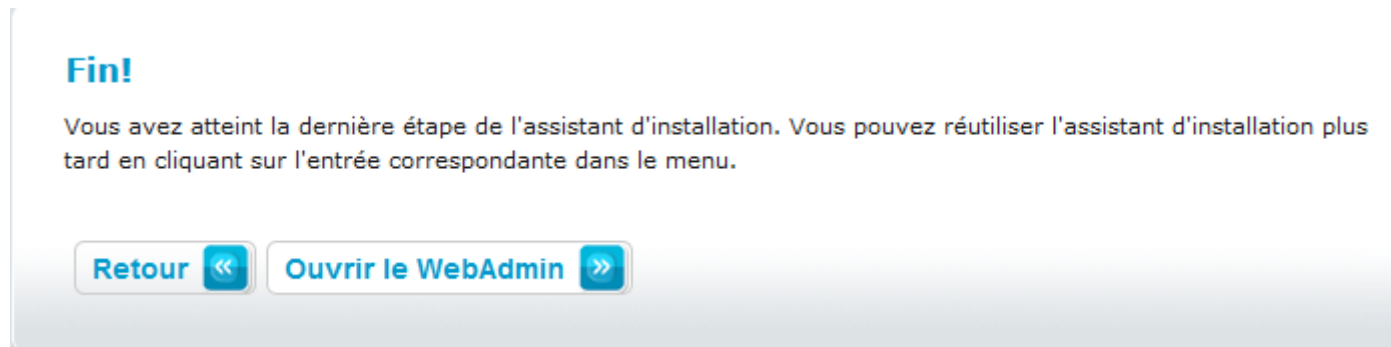 Fin!
Vous avez atteint la dernière étape de l'assistant d'installation. Vous pouvez réutiliser l'assistant d'installation plus
tard en cliquant sur l'entrée correspondante dans le menu.
Retour «  Ouvrir le WebAdmin »